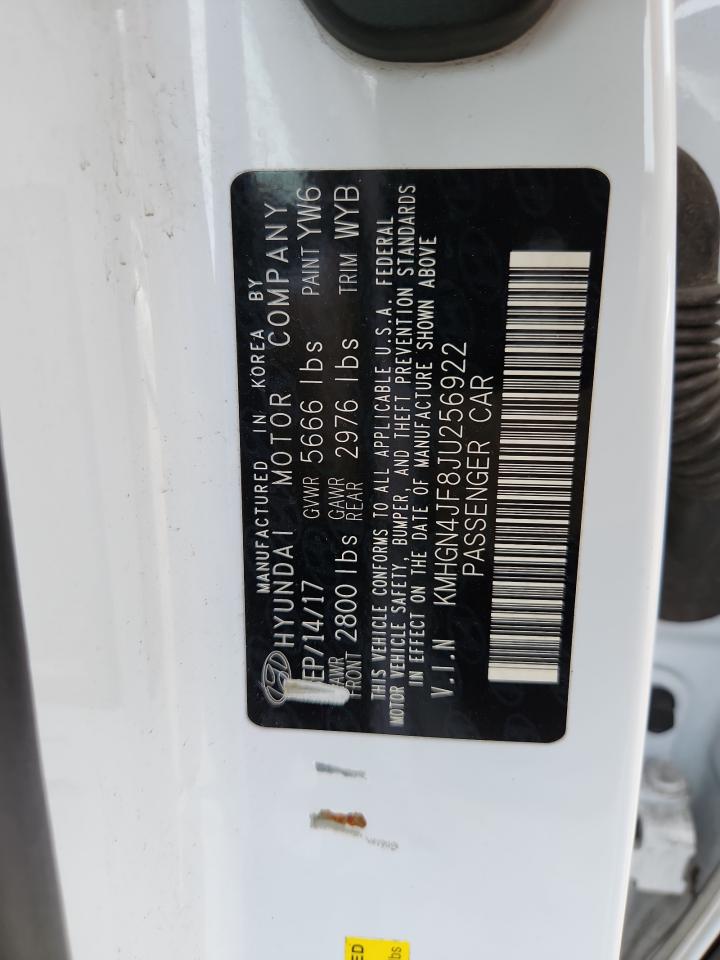 MANUFACTURED IN KOREA BY
HYUNDAI MOTOR COMPANY
EP/14/17 GVWR 5666 lbs PAINT YW6
GAWR FRONT 2800 lbs GAWR REAR 2976 lbs TRIM WYB
THIS VEHICLE CONFORMS TO ALL APPLICABLE U.S.A. FEDERAL
MOTOR VEHICLE SAFETY, BUMPER, AND THEFT PREVENTION STANDARDS
IN EFFECT ON THE DATE OF MANUFACTURE SHOWN ABOVE
V.I.N KMHGN4JF8JU256922
PASSENGER CAR
ED
bs